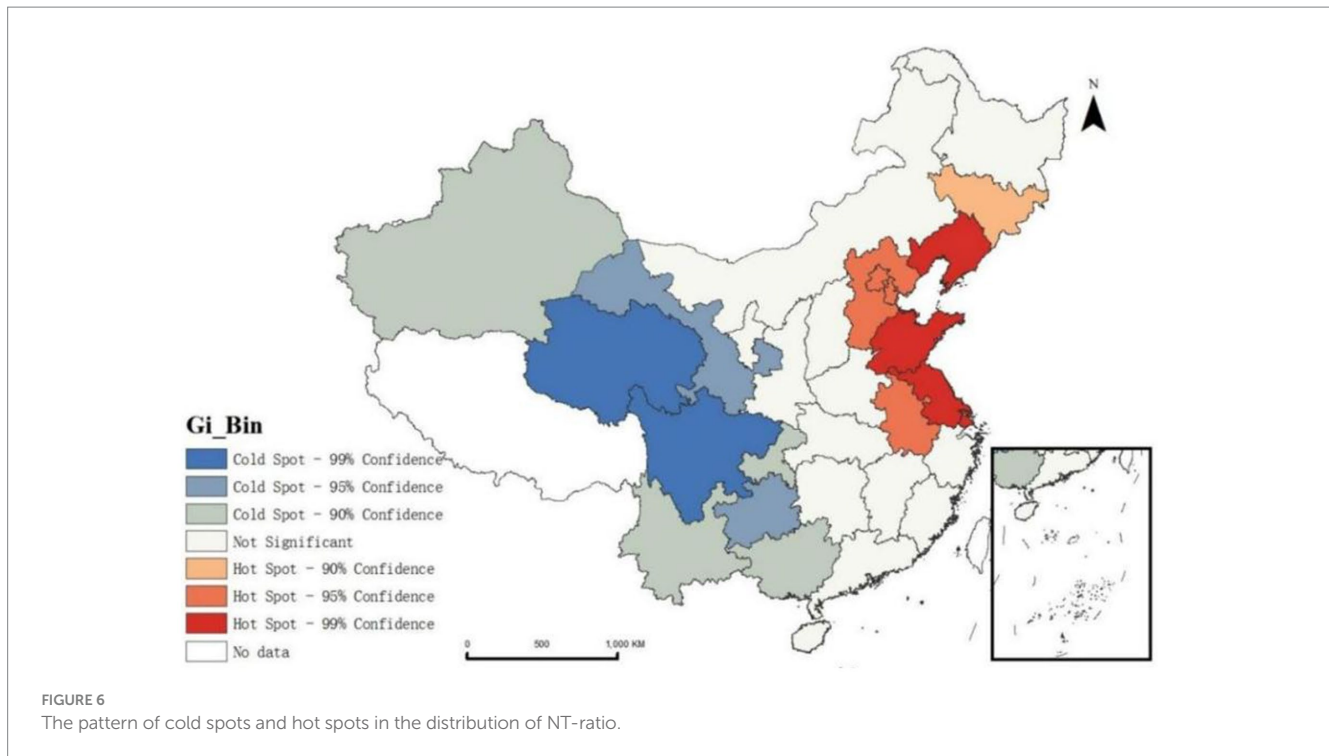 N
Gi_Bin
Cold Spot - 99% Confidence
Cold Spot - 95% Confidence
Cold Spot - 90% Confidence
Not Significant
Hot Spot - 90% Confidence
Hot Spot - 95% Confidence
Hot Spot - 99% Confidence
No data
0 500 1,000 KM
FIGURE 6
The pattern of cold spots and hot spots in the distribution of NT-ratio.